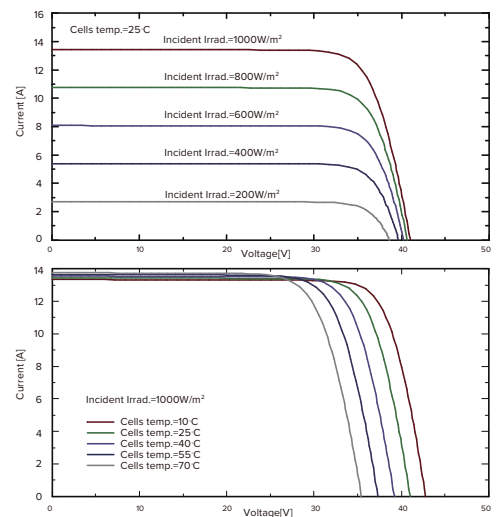 16
14
12
10
8
6
4
2
0
Current [A]
Cells temp.=25·C
Incident Irrad.=1000W/m²
Incident Irrad.=800W/m²
Incident Irrad.=600W/m²
Incident Irrad.=400W/m²
Incident Irrad.=200W/m²
0 10 20 30 40 50
Voltage[V]
14
12
10
8
6
4
2
0
Current [A]
Incident Irrad.=1000W/m²
Cells temp.=10·C
Cells temp.=25·C
Cells temp.=40·C
Cells temp.=55·C
Cells temp.=70·C
0 10 20 30 40 50
Voltage[V]